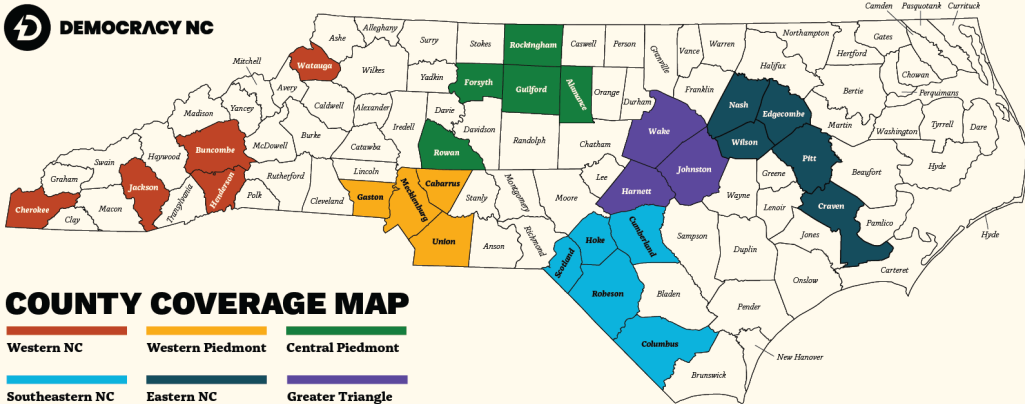 DEMOCRACY NC
Camden
Pasquotank
Currituck
Ashe
Alleghany
Surry
Stokes
Rockingham
Caswell
Person
Granville
Vance
Warren
Northampton
Gates
Hertford
Halifax
Mitchell
Watauga
Wilkes
Yadkin
Forsyth
Guilford
Alamance
Orange
Durham
Franklin
Nash
Edgecombe
Bertie
Chowan
Perquimans
Avery
Madison
Yancey
Caldwell
Alexander
Iredell
Davie
Davidson
Randolph
Chatham
Wake
Wilson
Martin
Washington
Tyrrell
Dare
Buncombe
McDowell
Burke
Catawba
Rowan
Haywood
Swain
Graham
Cherokee
Clay
Macon
Jackson
Transylvania
Henderson
Polk
Rutherford
Cleveland
Lincoln
Gaston
Mecklenburg
Cabarrus
Stanly
Montgomery
Moore
Lee
Harnett
Johnston
Wayne
Greene
Pitt
Beaufort
Hyde
Lenoir
Craven
Pamlico
Hyde
Union
Anson
Richmond
Scotland
Hoke
Cumberland
Sampson
Duplin
Jones
Carteret
Onslow
Robeson
Bladen
Pender
Columbus
New Hanover
Brunswick
COUNTY COVERAGE MAP
Western NC
Western Piedmont
Central Piedmont
Southeastern NC
Eastern NC
Greater Triangle